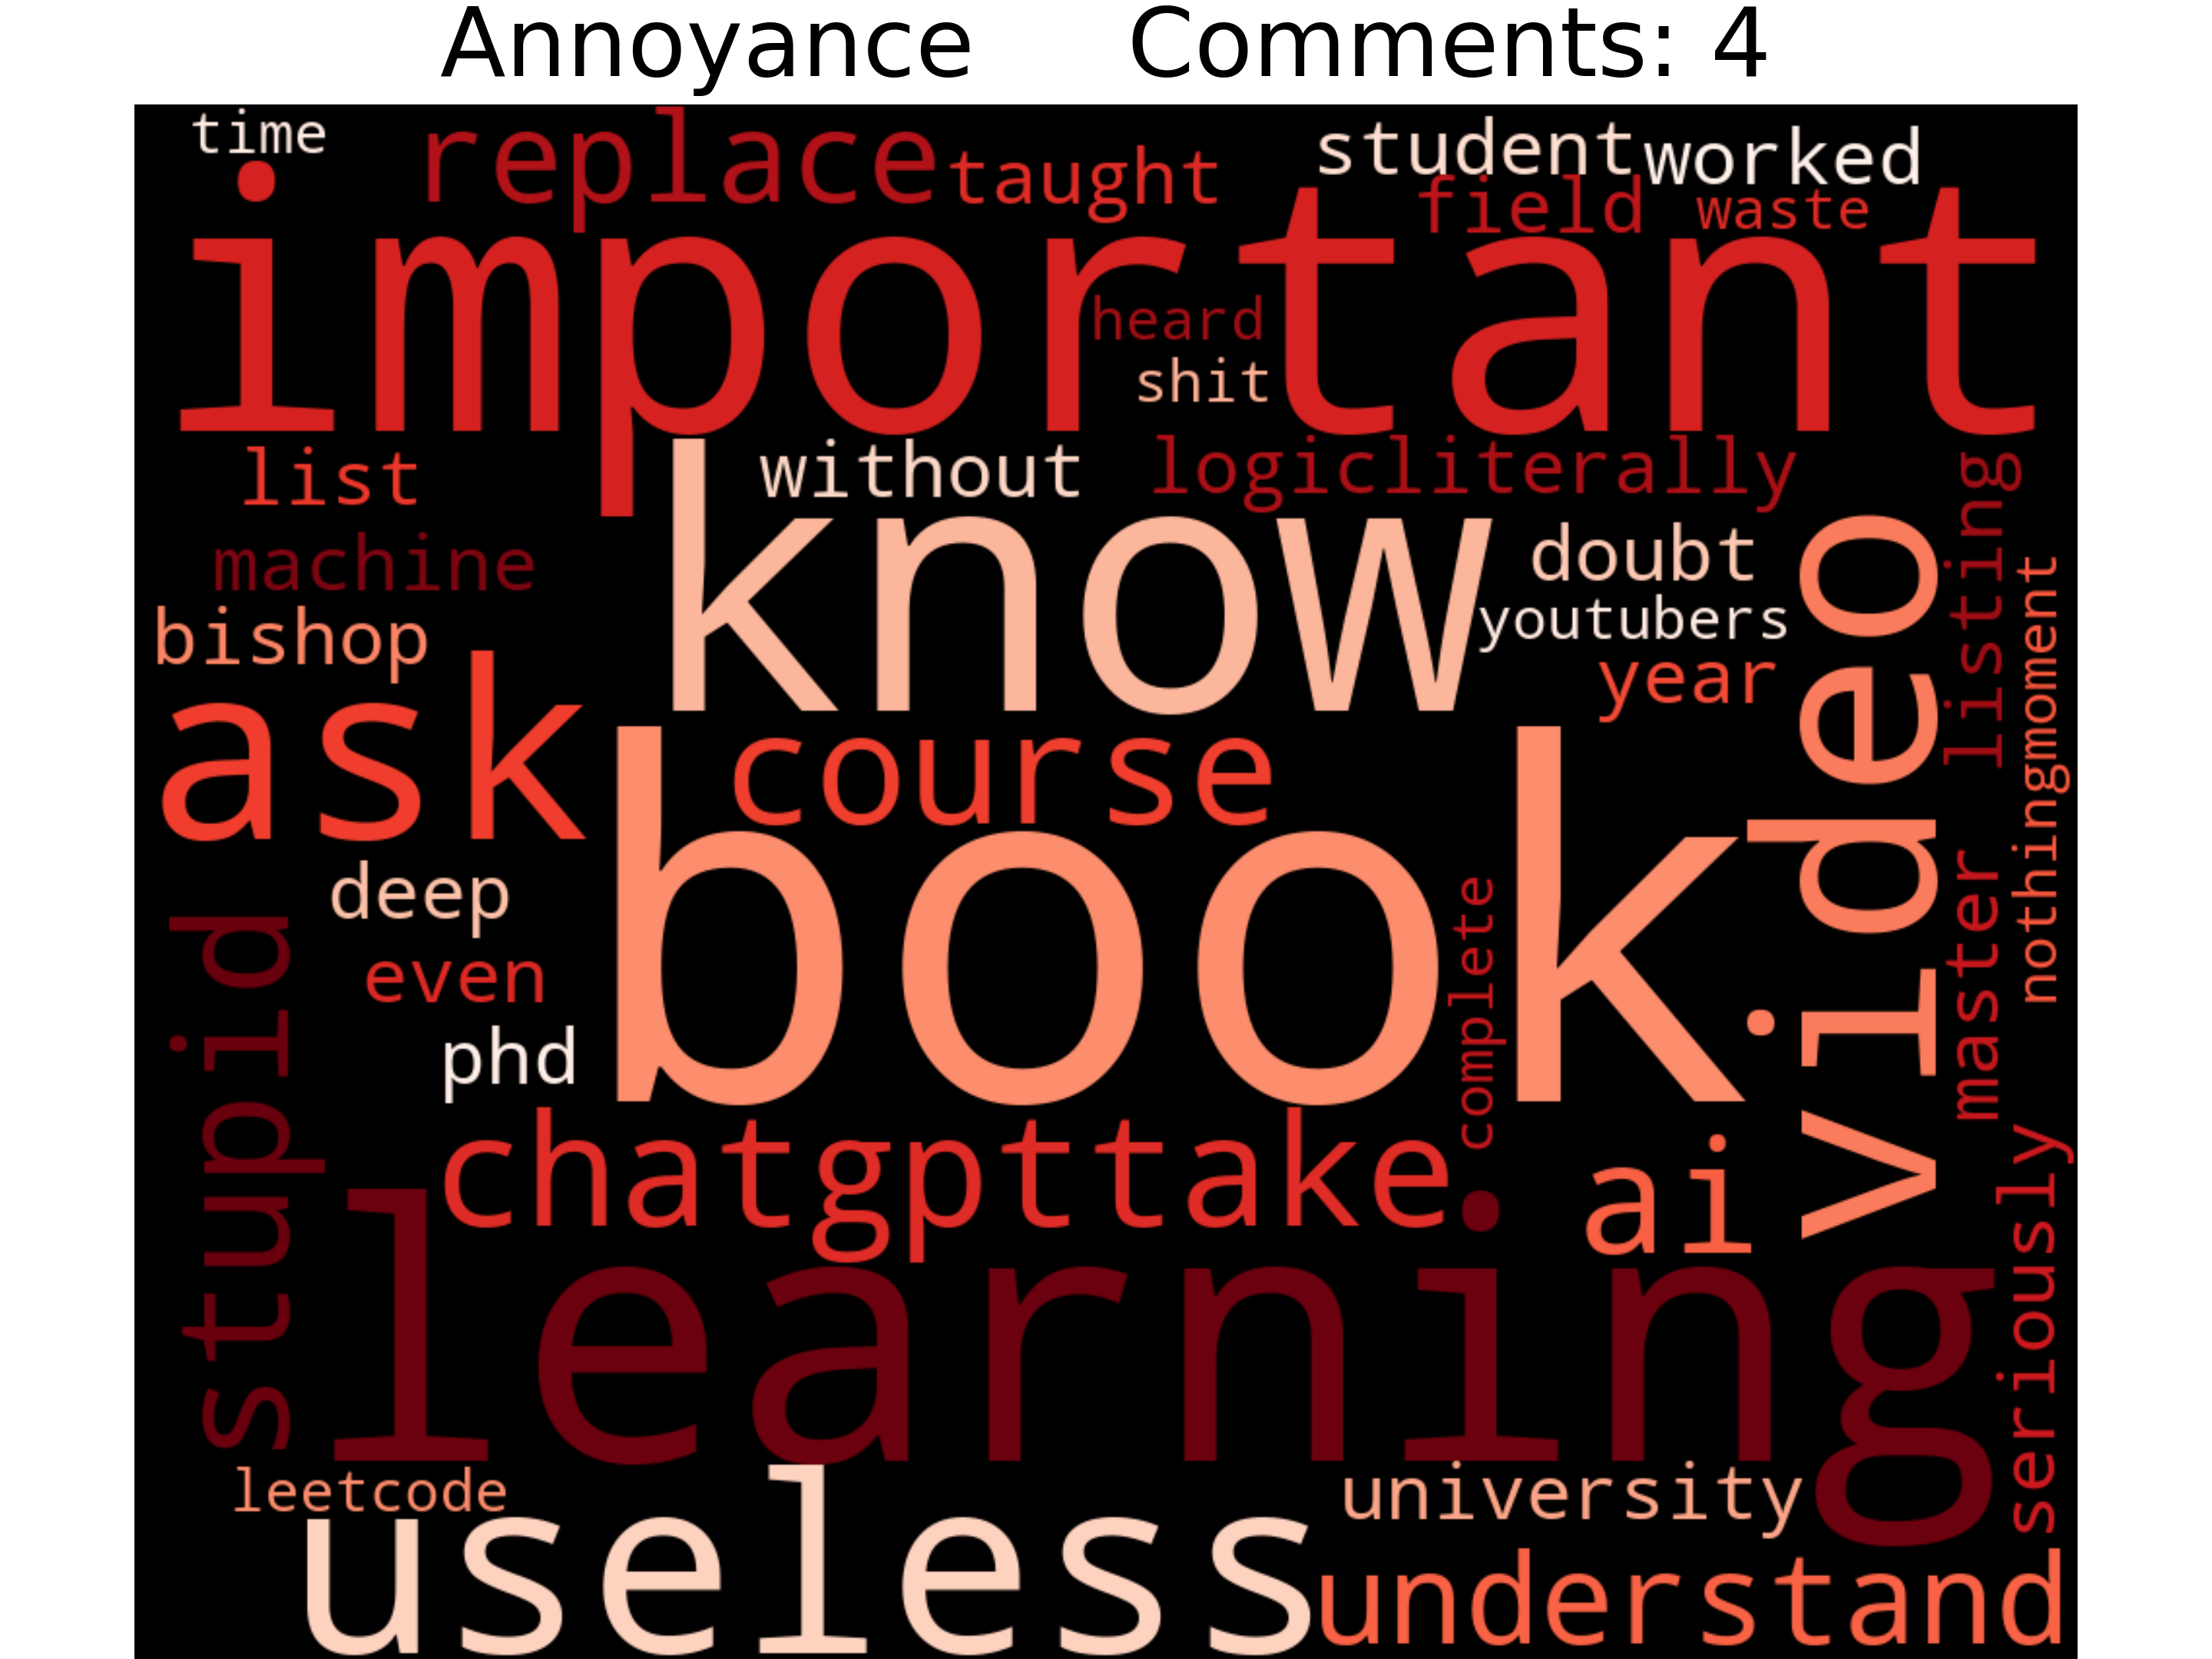 Annoyance Comments: 4
time
replace
taught
student
worked
field
waste
important
heard
shit
list
without
logicliterally
machine
know
doubt
listing
bishop
youtubers
nothingmoment
year
ask
course
video
book
deep
even
complete
master
stupid
phd
chatgpttake
ai
seriously
learning
leetcode
university
useless
understand